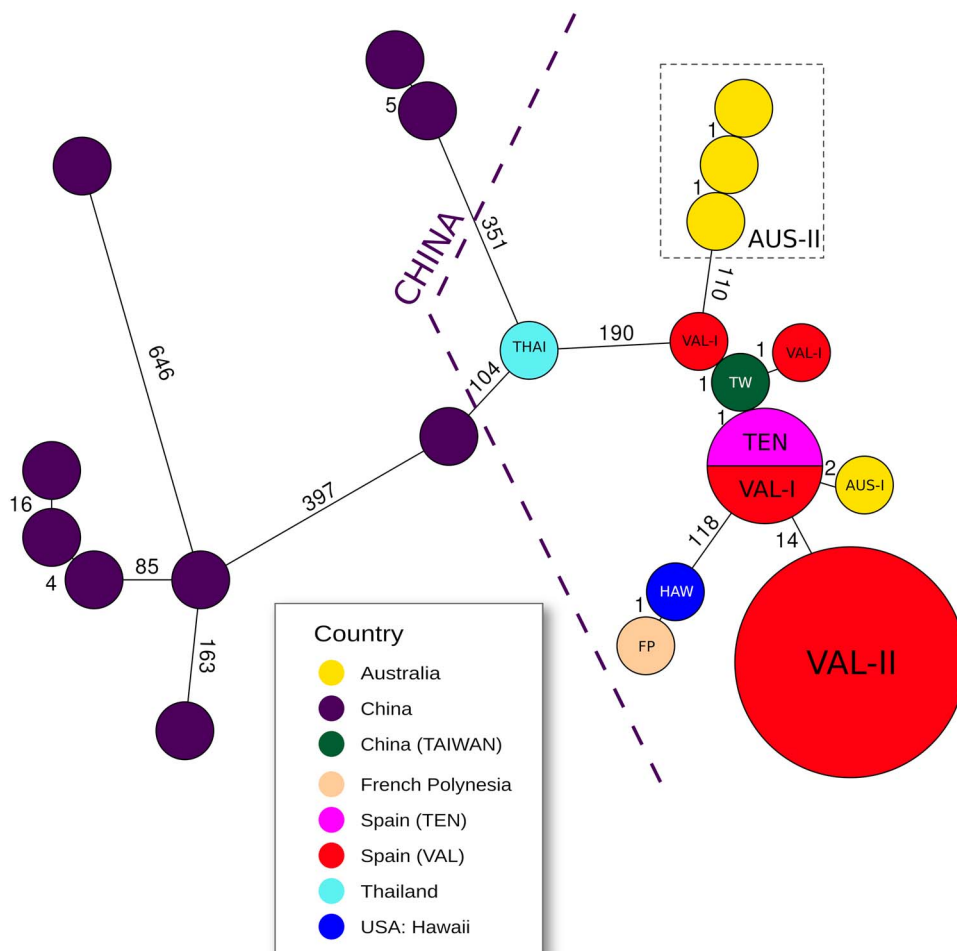 5
1
1
AUS-II
CHINA
351
110
646
THAI
190
VAL-I
1
VAL-I
104
1
TW
1
TEN
VAL-I
2
AUS-I
16
397
118
14
4
85
1
HAW
FP
163
VAL-II
Country
Australia
China
China (TAIWAN)
French Polynesia
Spain (TEN)
Spain (VAL)
Thailand
USA: Hawaii